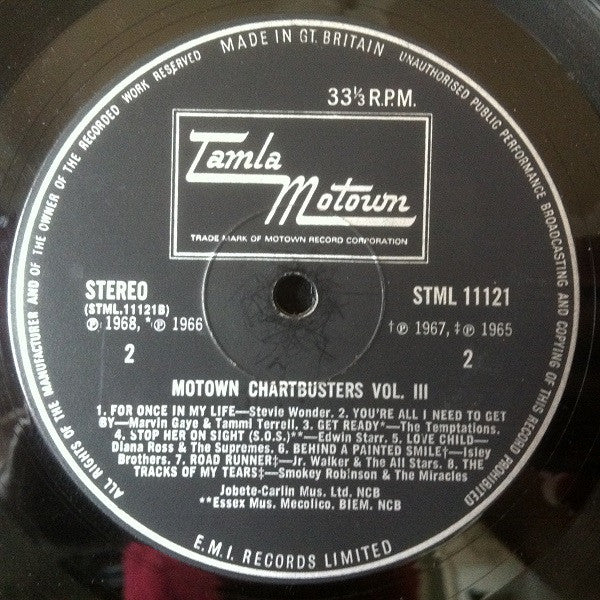 MADE IN GT. BRITAIN
ALL RIGHTS OF THE MANUFACTURER AND OF THE OWNER OF THE RECORDED WORK RESERVED
UNAUTHORISED PUBLIC PERFORMANCE BROADCASTING AND COPYING OF THIS RECORD PROHIBITED
33⅓ R.P.M.
Tamla
Motown
TRADE MARK OF MOTOWN RECORD CORPORATION
STEREO
(STML.11121B)
℗ 1968, *℗ 1966
2
STML 11121
†℗ 1967, ‡℗ 1965
2
MOTOWN CHARTBUSTERS VOL. III
1. FOR ONCE IN MY LIFE—Stevie Wonder. 2. YOU'RE ALL I NEED TO GET
BY—Marvin Gaye & Tammi Terrell. 3. GET READY*—The Temptations.
4. STOP HER ON SIGHT (S.O.S.)**—Edwin Starr. 5. LOVE CHILD—
Diana Ross & The Supremes. 6. BEHIND A PAINTED SMILE†—Isley
Brothers. 7. ROAD RUNNER‡—Jr. Walker & The All Stars. 8. THE
TRACKS OF MY TEARS‡—Smokey Robinson & The Miracles
Jobete-Carlin Mus. Ltd. NCB
**Essex Mus. Mecolico. BIEM. NCB
E.M.I. RECORDS LIMITED